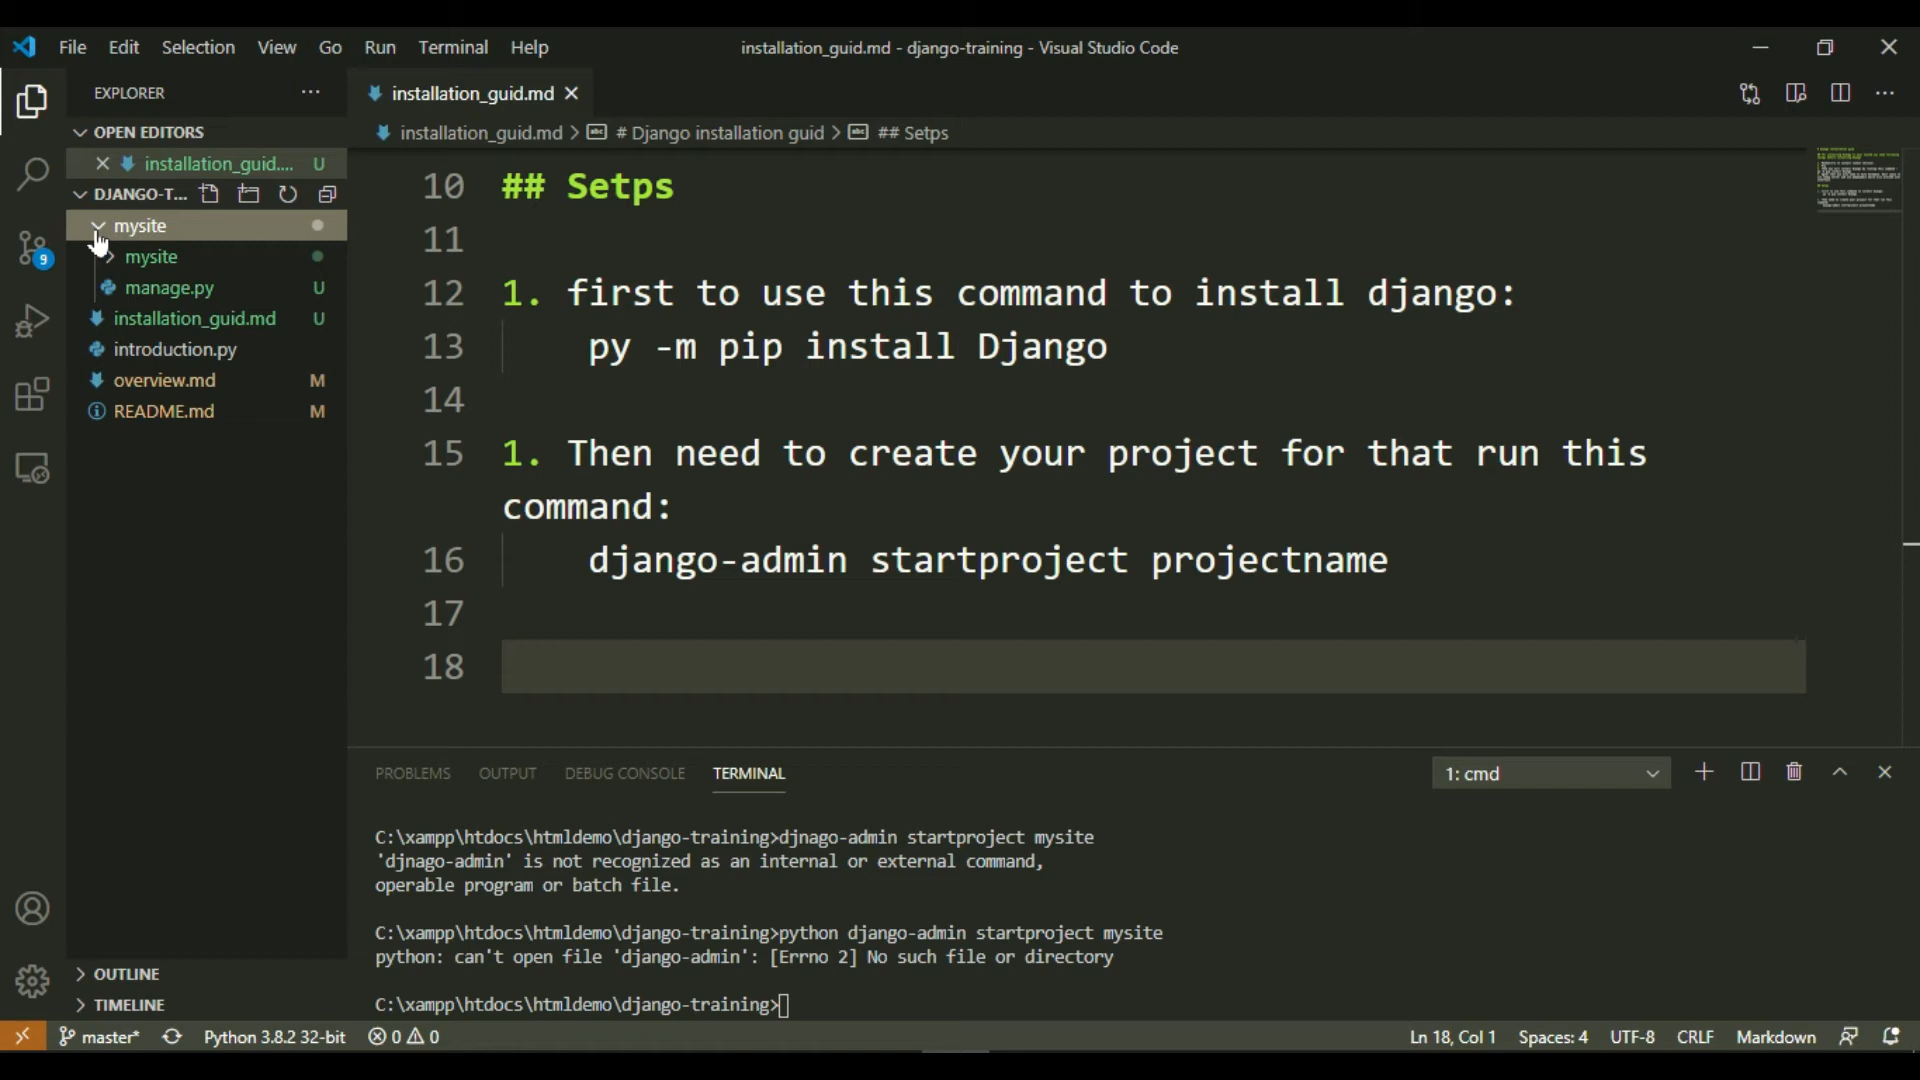 File Edit Selection View Go Run Terminal Help
installation_guid.md - django-training - Visual Studio Code
EXPLORER
installation_guid.md
OPEN EDITORS
installation_guid.md > # Django installation guid > ## Setps
installation_guid.... U
DJANGO-T...
mysite
mysite
manage.py U
installation_guid.md U
introduction.py
overview.md M
README.md M
9
OUTLINE
TIMELINE
10 ## Setps
11
12 1. first to use this command to install django:
13 py -m pip install Django
14
15 1. Then need to create your project for that run this
command:
16 django-admin startproject projectname
17
18
PROBLEMS OUTPUT DEBUG CONSOLE TERMINAL
1: cmd
C:\xampp\htdocs\htmldemo\django-training>djnago-admin startproject mysite
'djnago-admin' is not recognized as an internal or external command,
operable program or batch file.
C:\xampp\htdocs\htmldemo\django-training>python django-admin startproject mysite
python: can't open file 'django-admin': [Errno 2] No such file or directory
C:\xampp\htdocs\htmldemo\django-training>
master* Python 3.8.2 32-bit 0 0 Ln 18, Col 1 Spaces: 4 UTF-8 CRLF Markdown